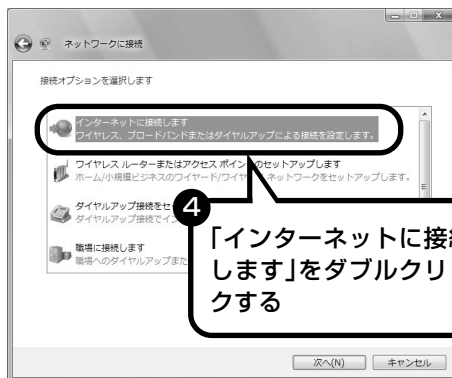 ネットワークに接続
接続オプションを選択します
インターネットに接続します
ワイヤレス、ブロードバンドまたはダイヤルアップによる接続を設定します。
ワイヤレス ルーターまたはアクセス ポイン のセットアップします
ホーム/小規模ビジネスのワイヤード/ワイヤ ネットワークをセットアップします。
ダイヤルアップ接続をセ
ダイヤルアップ接続でイン
職場に接続します
職場へのダイヤルアップまた
4
「インターネットに接続
します」をダブルクリ
クする
次へ(N)
キャンセル